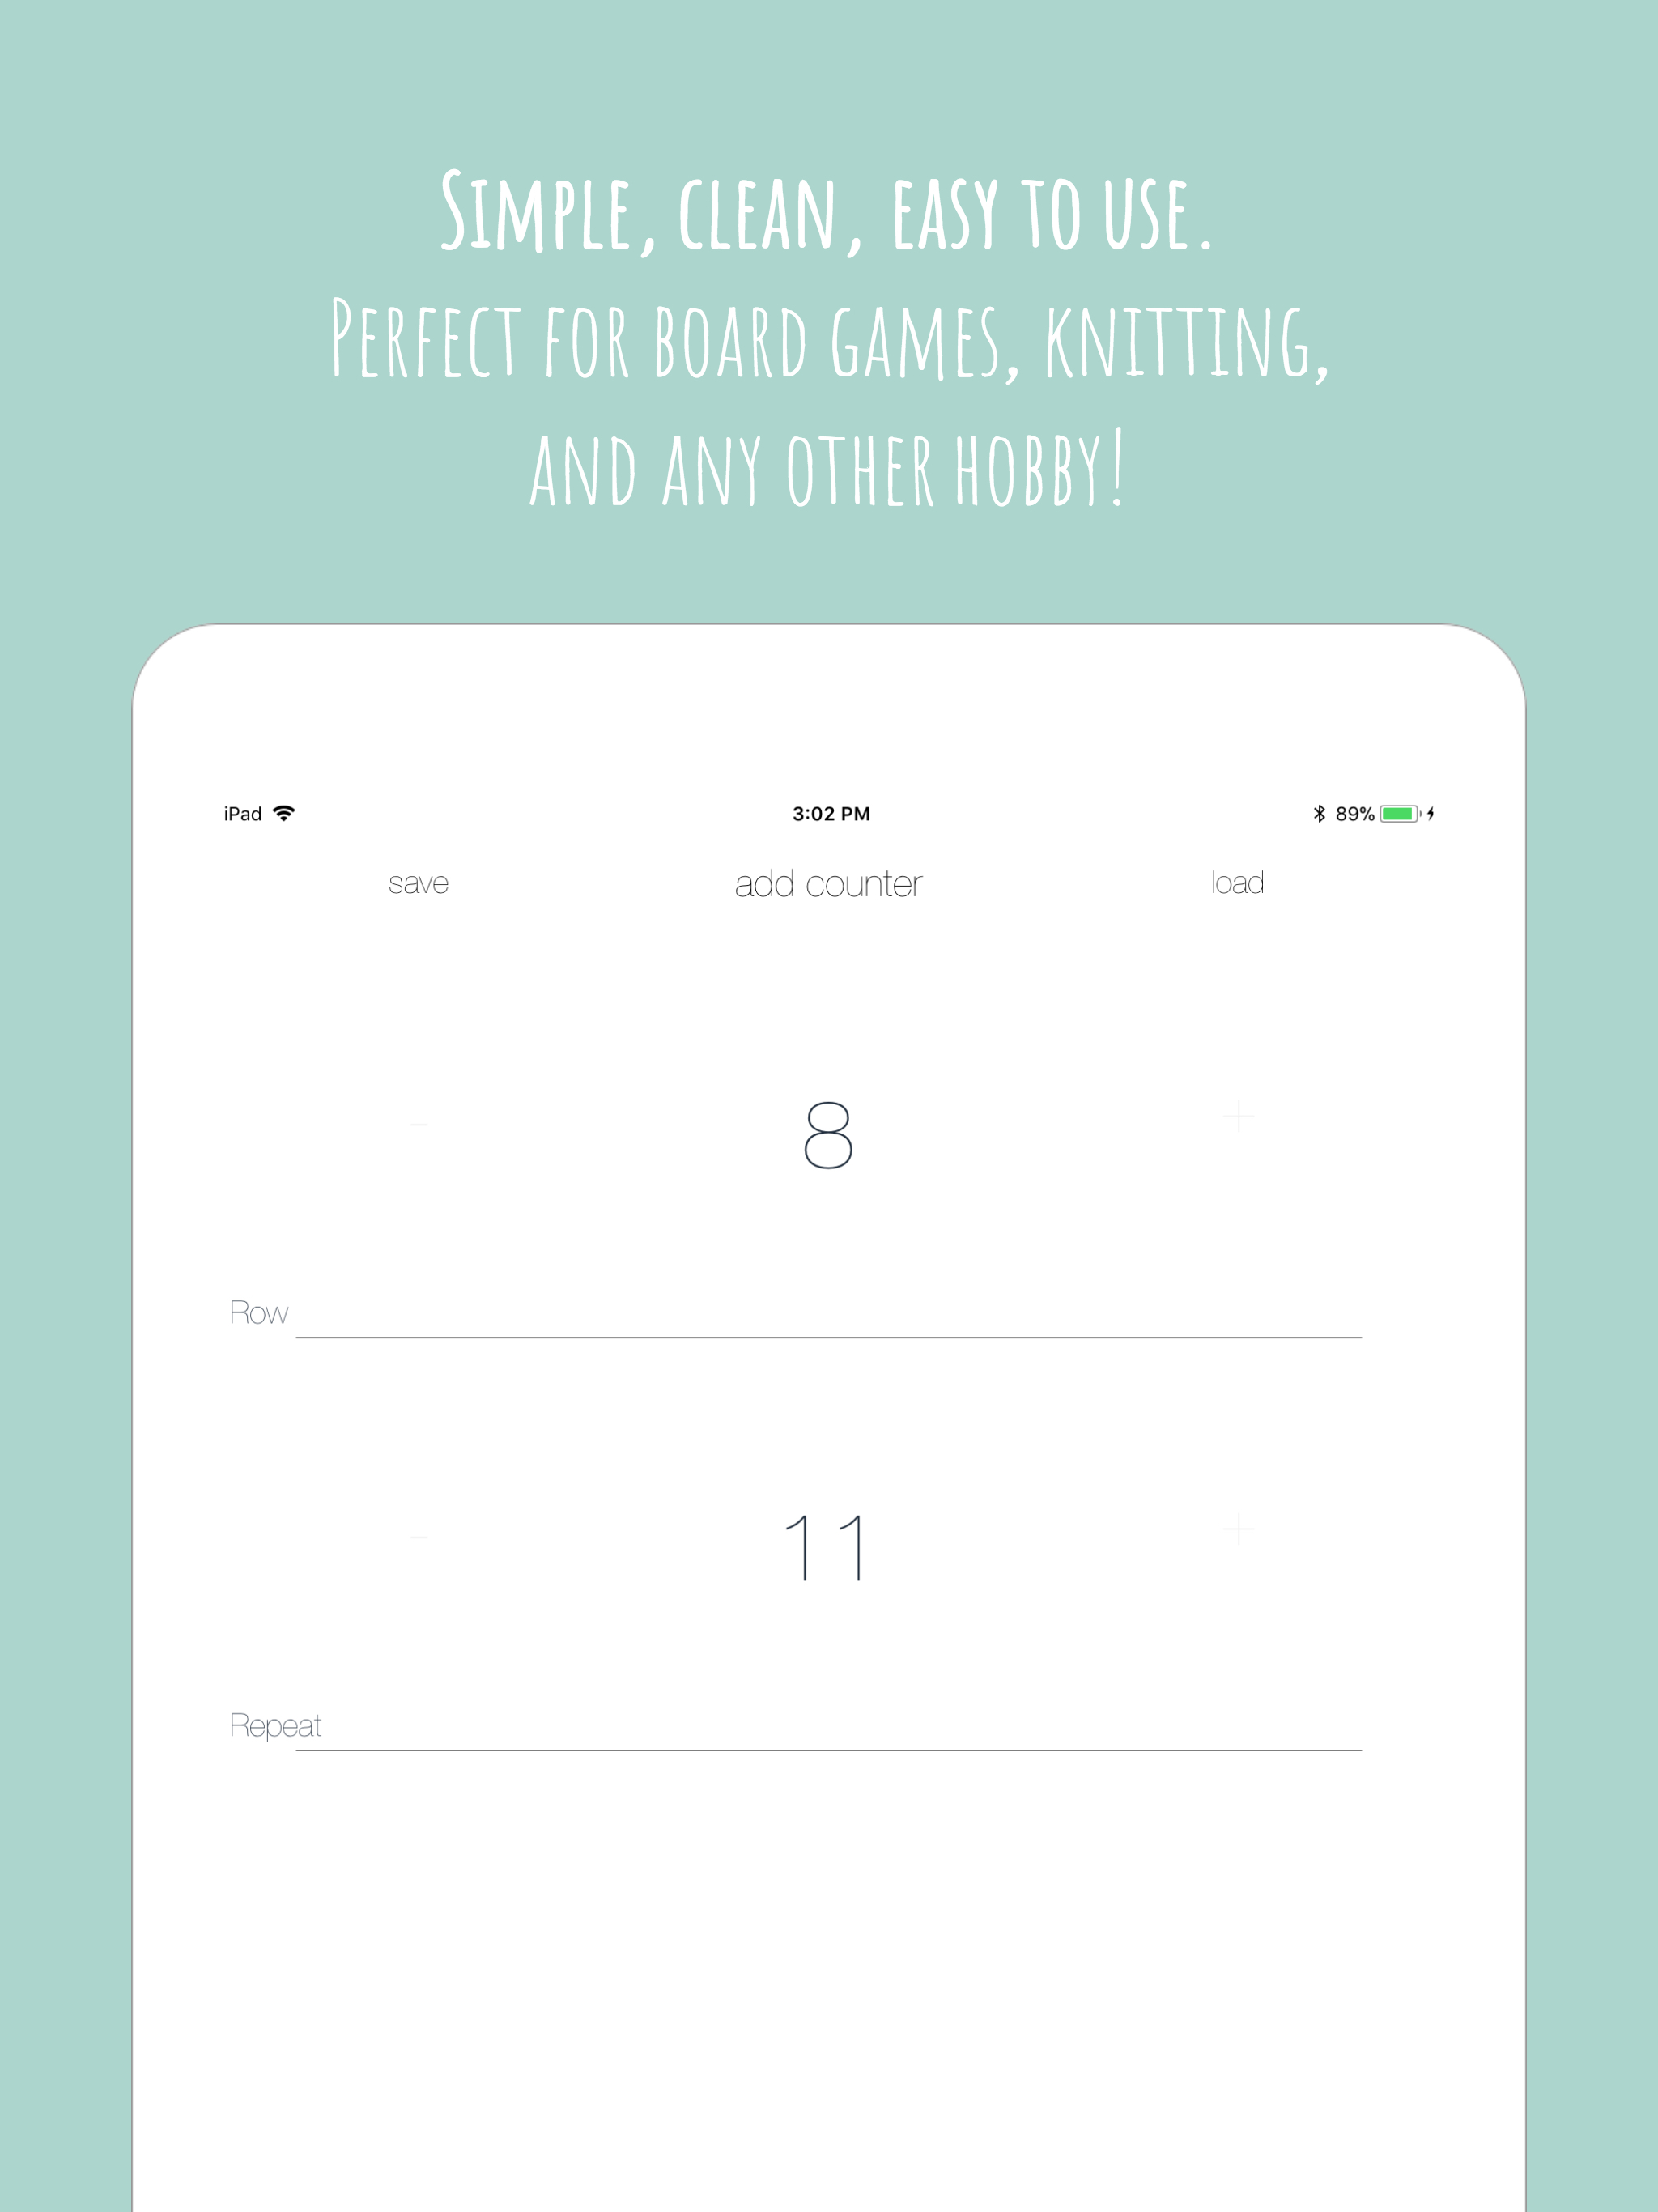 Simple, clean, easy to use.
Perfect for board games, knitting,
and any other hobby!
iPad 3:02 PM 89%
save add counter load
- 8 +
Row
- 11 +
Repeat